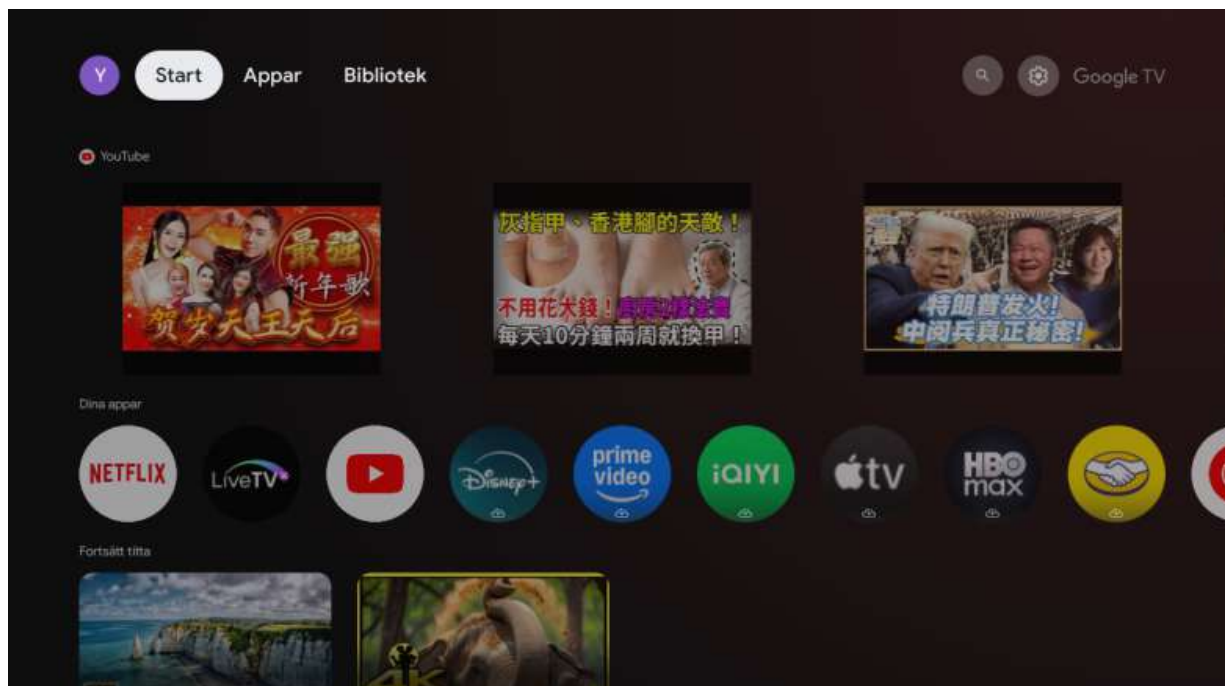 Y Start Appar Bibliotek Google TV
YouTube
最强
新年歌
贺岁天王天后
灰指甲、香港腳的天敵！
不用花大錢！
每天10分鐘兩周就換甲！
特朗普发火!
中阅兵真正秘密!
Dina appar
NETFLIX LiveTV Disney+ prime video iQIYI tv HBO max
Fortsätt titta
4K